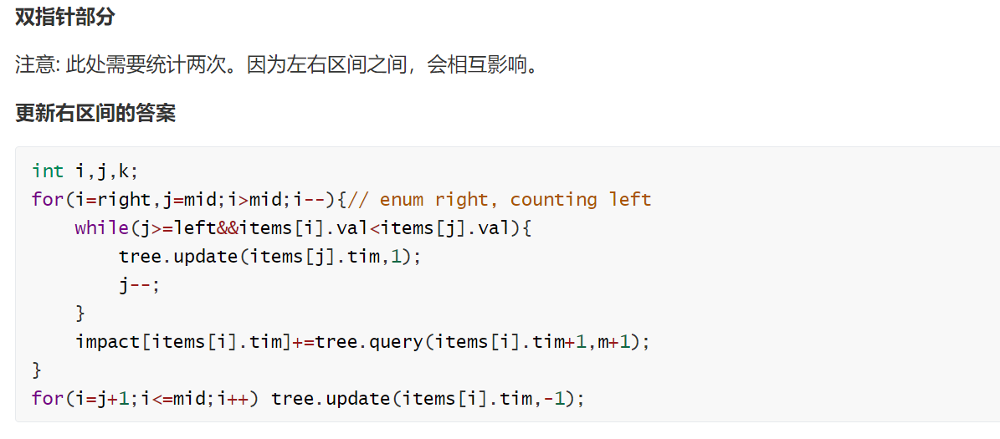 双指针部分
注意: 此处需要统计两次。因为左右区间之间，会相互影响。
更新右区间的答案
int i,j,k;
for(i=right,j=mid;i>mid;i--){// enum right, counting left
    while(j>=left&&items[i].val<items[j].val){
        tree.update(items[j].tim,1);
        j--;
    }
    impact[items[i].tim]+=tree.query(items[i].tim+1,m+1);
}
for(i=j+1;i<=mid;i++) tree.update(items[i].tim,-1);